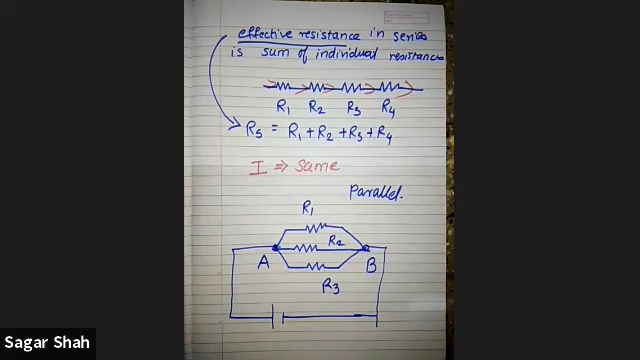 effective resistance in series
is sum of individual resistance
R1 R2 R3 R4
Rs = R1 + R2 + R3 + R4
I ⇒ same
Parallel.
R1
R2
A B
R3
Sagar Shah